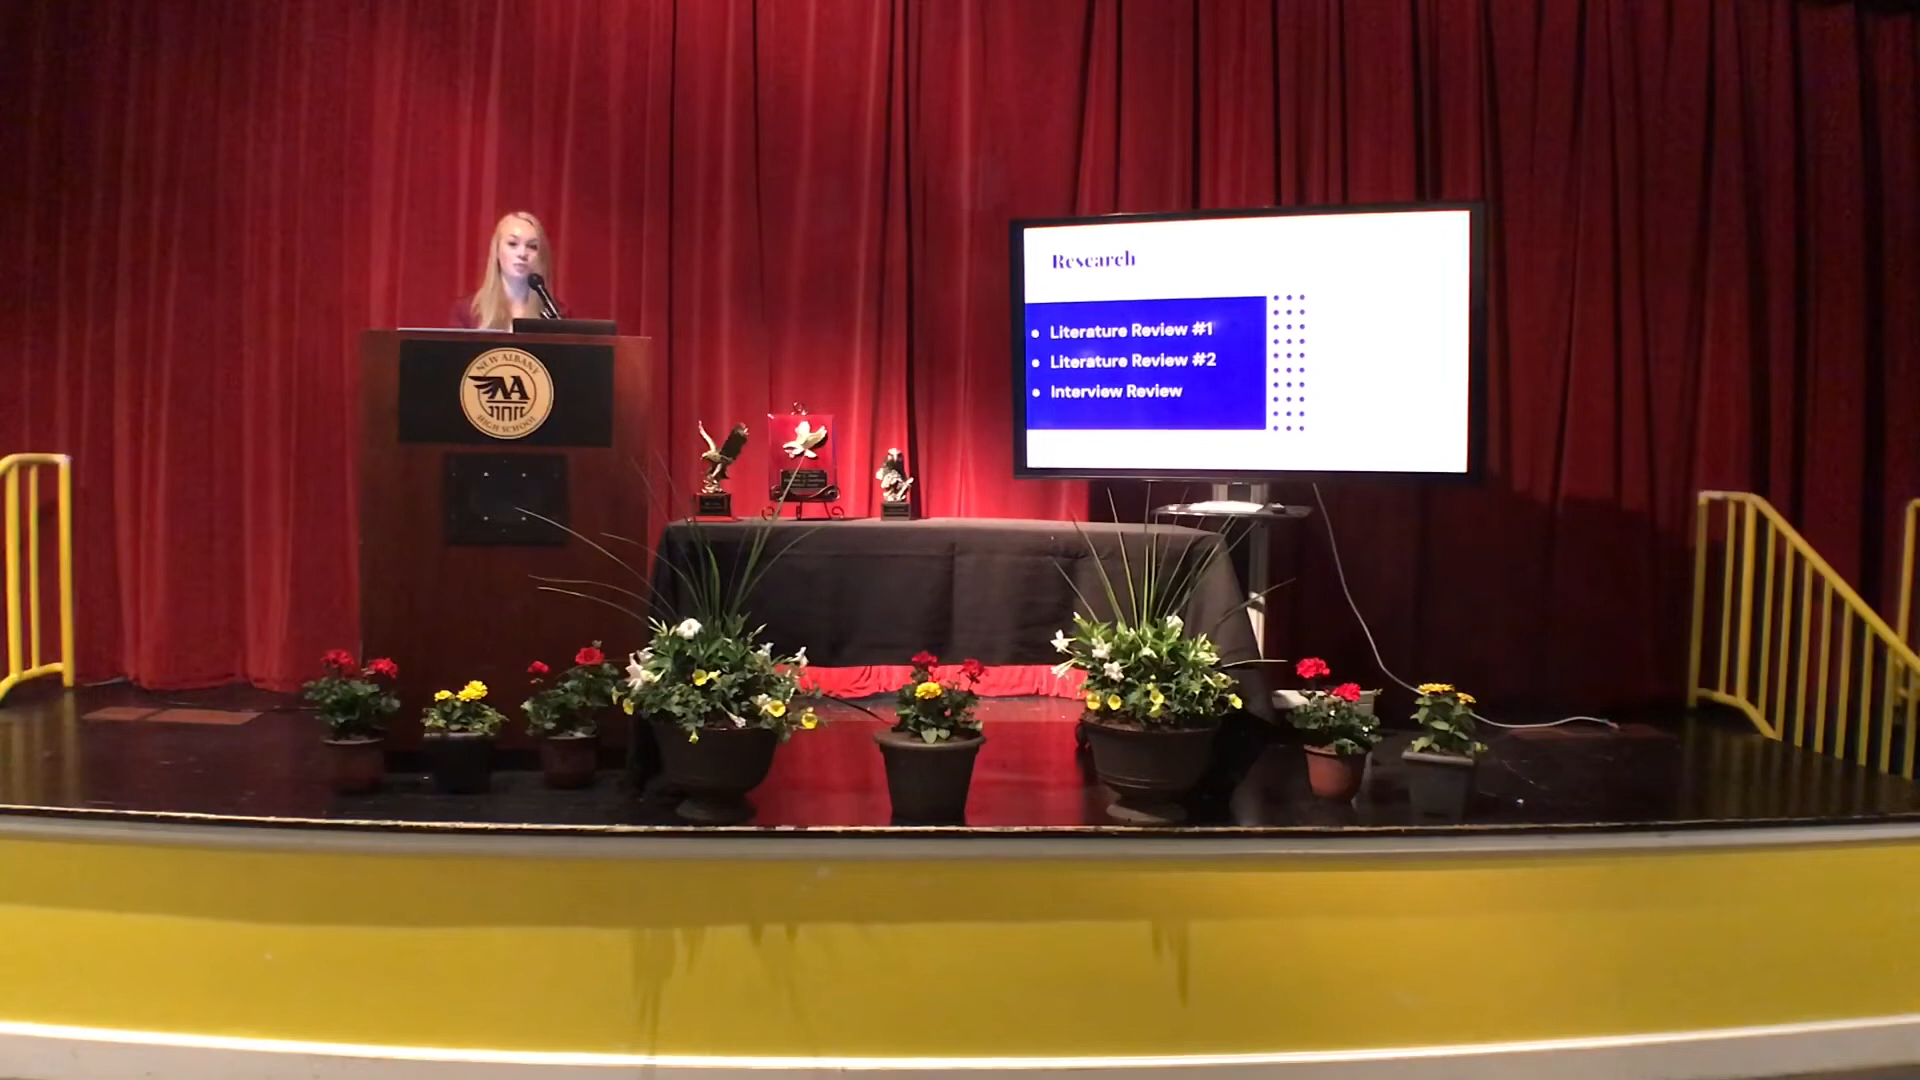 NEW ALBANY
NA
HIGH SCHOOL
Research
Literature Review #1
Literature Review #2
Interview Review